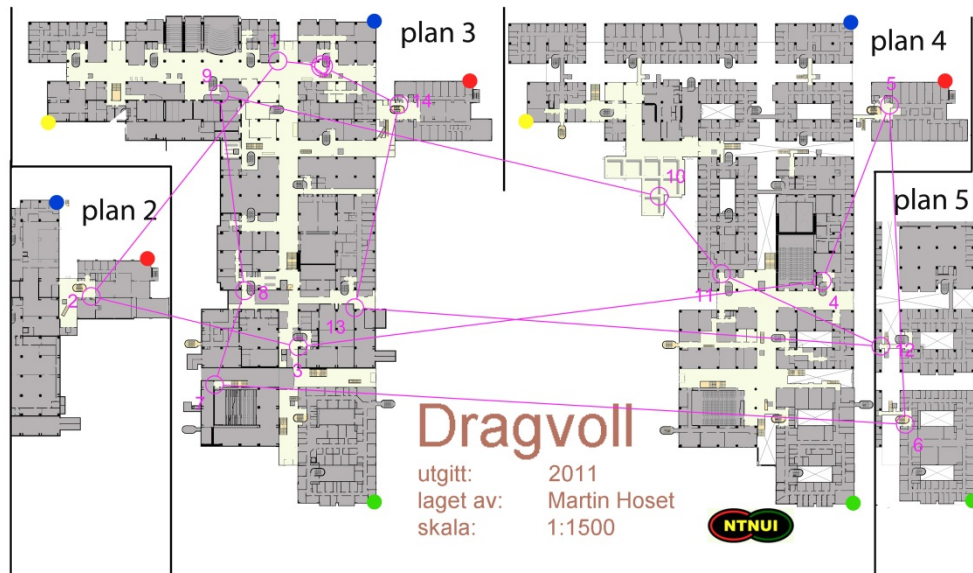 plan 3
plan 4
plan 2
plan 5
1
9
14
5
10
2
8
11
4
13
3
12
7
6
Dragvoll
utgitt: 2011
laget av: Martin Hoset
skala: 1:1500
NTNUI